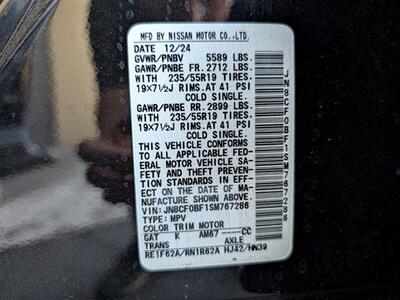 MFD BY NISSAN MOTOR CO.,LTD.
DATE 12/24
GVWR/PNBV 5589 LBS.
GAWR/PNBE FR. 2712 LBS.
WITH 235/55R19 TIRES.
19X7½J RIMS.AT 41 PSI
COLD SINGLE.
GAWR/PNBE RR. 2899 LBS.
WITH 235/55R19 TIRES.
19X7½J RIMS.AT 41 PSI
COLD SINGLE.
THIS VEHICLE CONFORMS
TO ALL APPLICABLE FED-
ERAL MOTOR VEHICLE SA-
FETY AND THEFT PREVEN-
TION STANDARDS IN EFF-
ECT ON THE DATE OF MA-
NUFACTURE SHOWN ABOVE
VIN:JN8CF0BF1SM767286
TYPE MPV
COLOR TRIM MOTOR
GAT K AM67 ----CC
TRANS AXLE
RE1F62A/RN1R62A HJ42/HN39
JN8CF0BF1SM767286